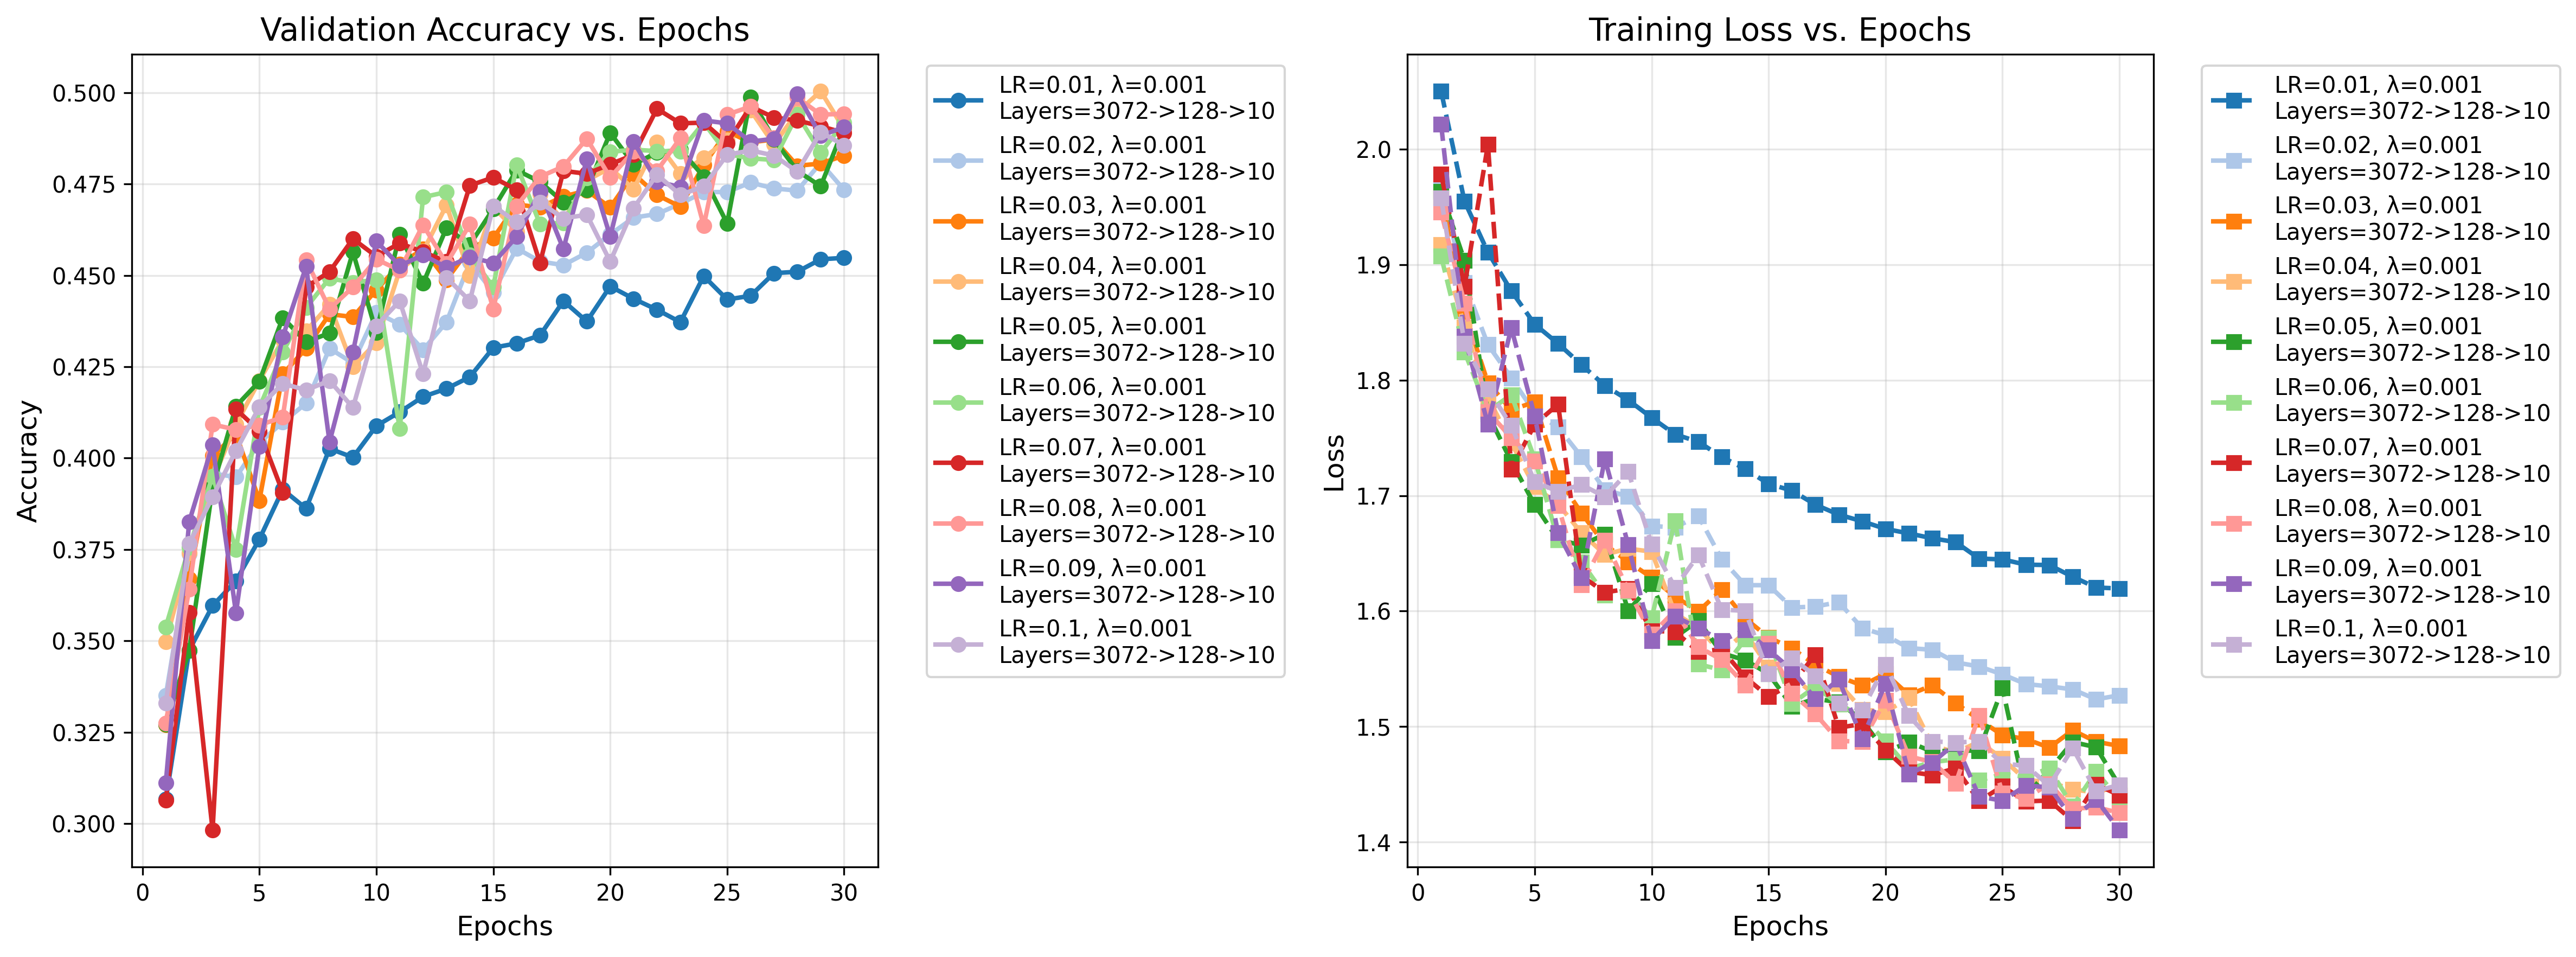 Validation Accuracy vs. Epochs
Accuracy
0.500
0.475
0.450
0.425
0.400
0.375
0.350
0.325
0.300
0 5 10 15 20 25 30
Epochs
LR=0.01, λ=0.001
Layers=3072->128->10
LR=0.02, λ=0.001
Layers=3072->128->10
LR=0.03, λ=0.001
Layers=3072->128->10
LR=0.04, λ=0.001
Layers=3072->128->10
LR=0.05, λ=0.001
Layers=3072->128->10
LR=0.06, λ=0.001
Layers=3072->128->10
LR=0.07, λ=0.001
Layers=3072->128->10
LR=0.08, λ=0.001
Layers=3072->128->10
LR=0.09, λ=0.001
Layers=3072->128->10
LR=0.1, λ=0.001
Layers=3072->128->10
Training Loss vs. Epochs
Loss
2.0
1.9
1.8
1.7
1.6
1.5
1.4
0 5 10 15 20 25 30
Epochs
LR=0.01, λ=0.001
Layers=3072->128->10
LR=0.02, λ=0.001
Layers=3072->128->10
LR=0.03, λ=0.001
Layers=3072->128->10
LR=0.04, λ=0.001
Layers=3072->128->10
LR=0.05, λ=0.001
Layers=3072->128->10
LR=0.06, λ=0.001
Layers=3072->128->10
LR=0.07, λ=0.001
Layers=3072->128->10
LR=0.08, λ=0.001
Layers=3072->128->10
LR=0.09, λ=0.001
Layers=3072->128->10
LR=0.1, λ=0.001
Layers=3072->128->10